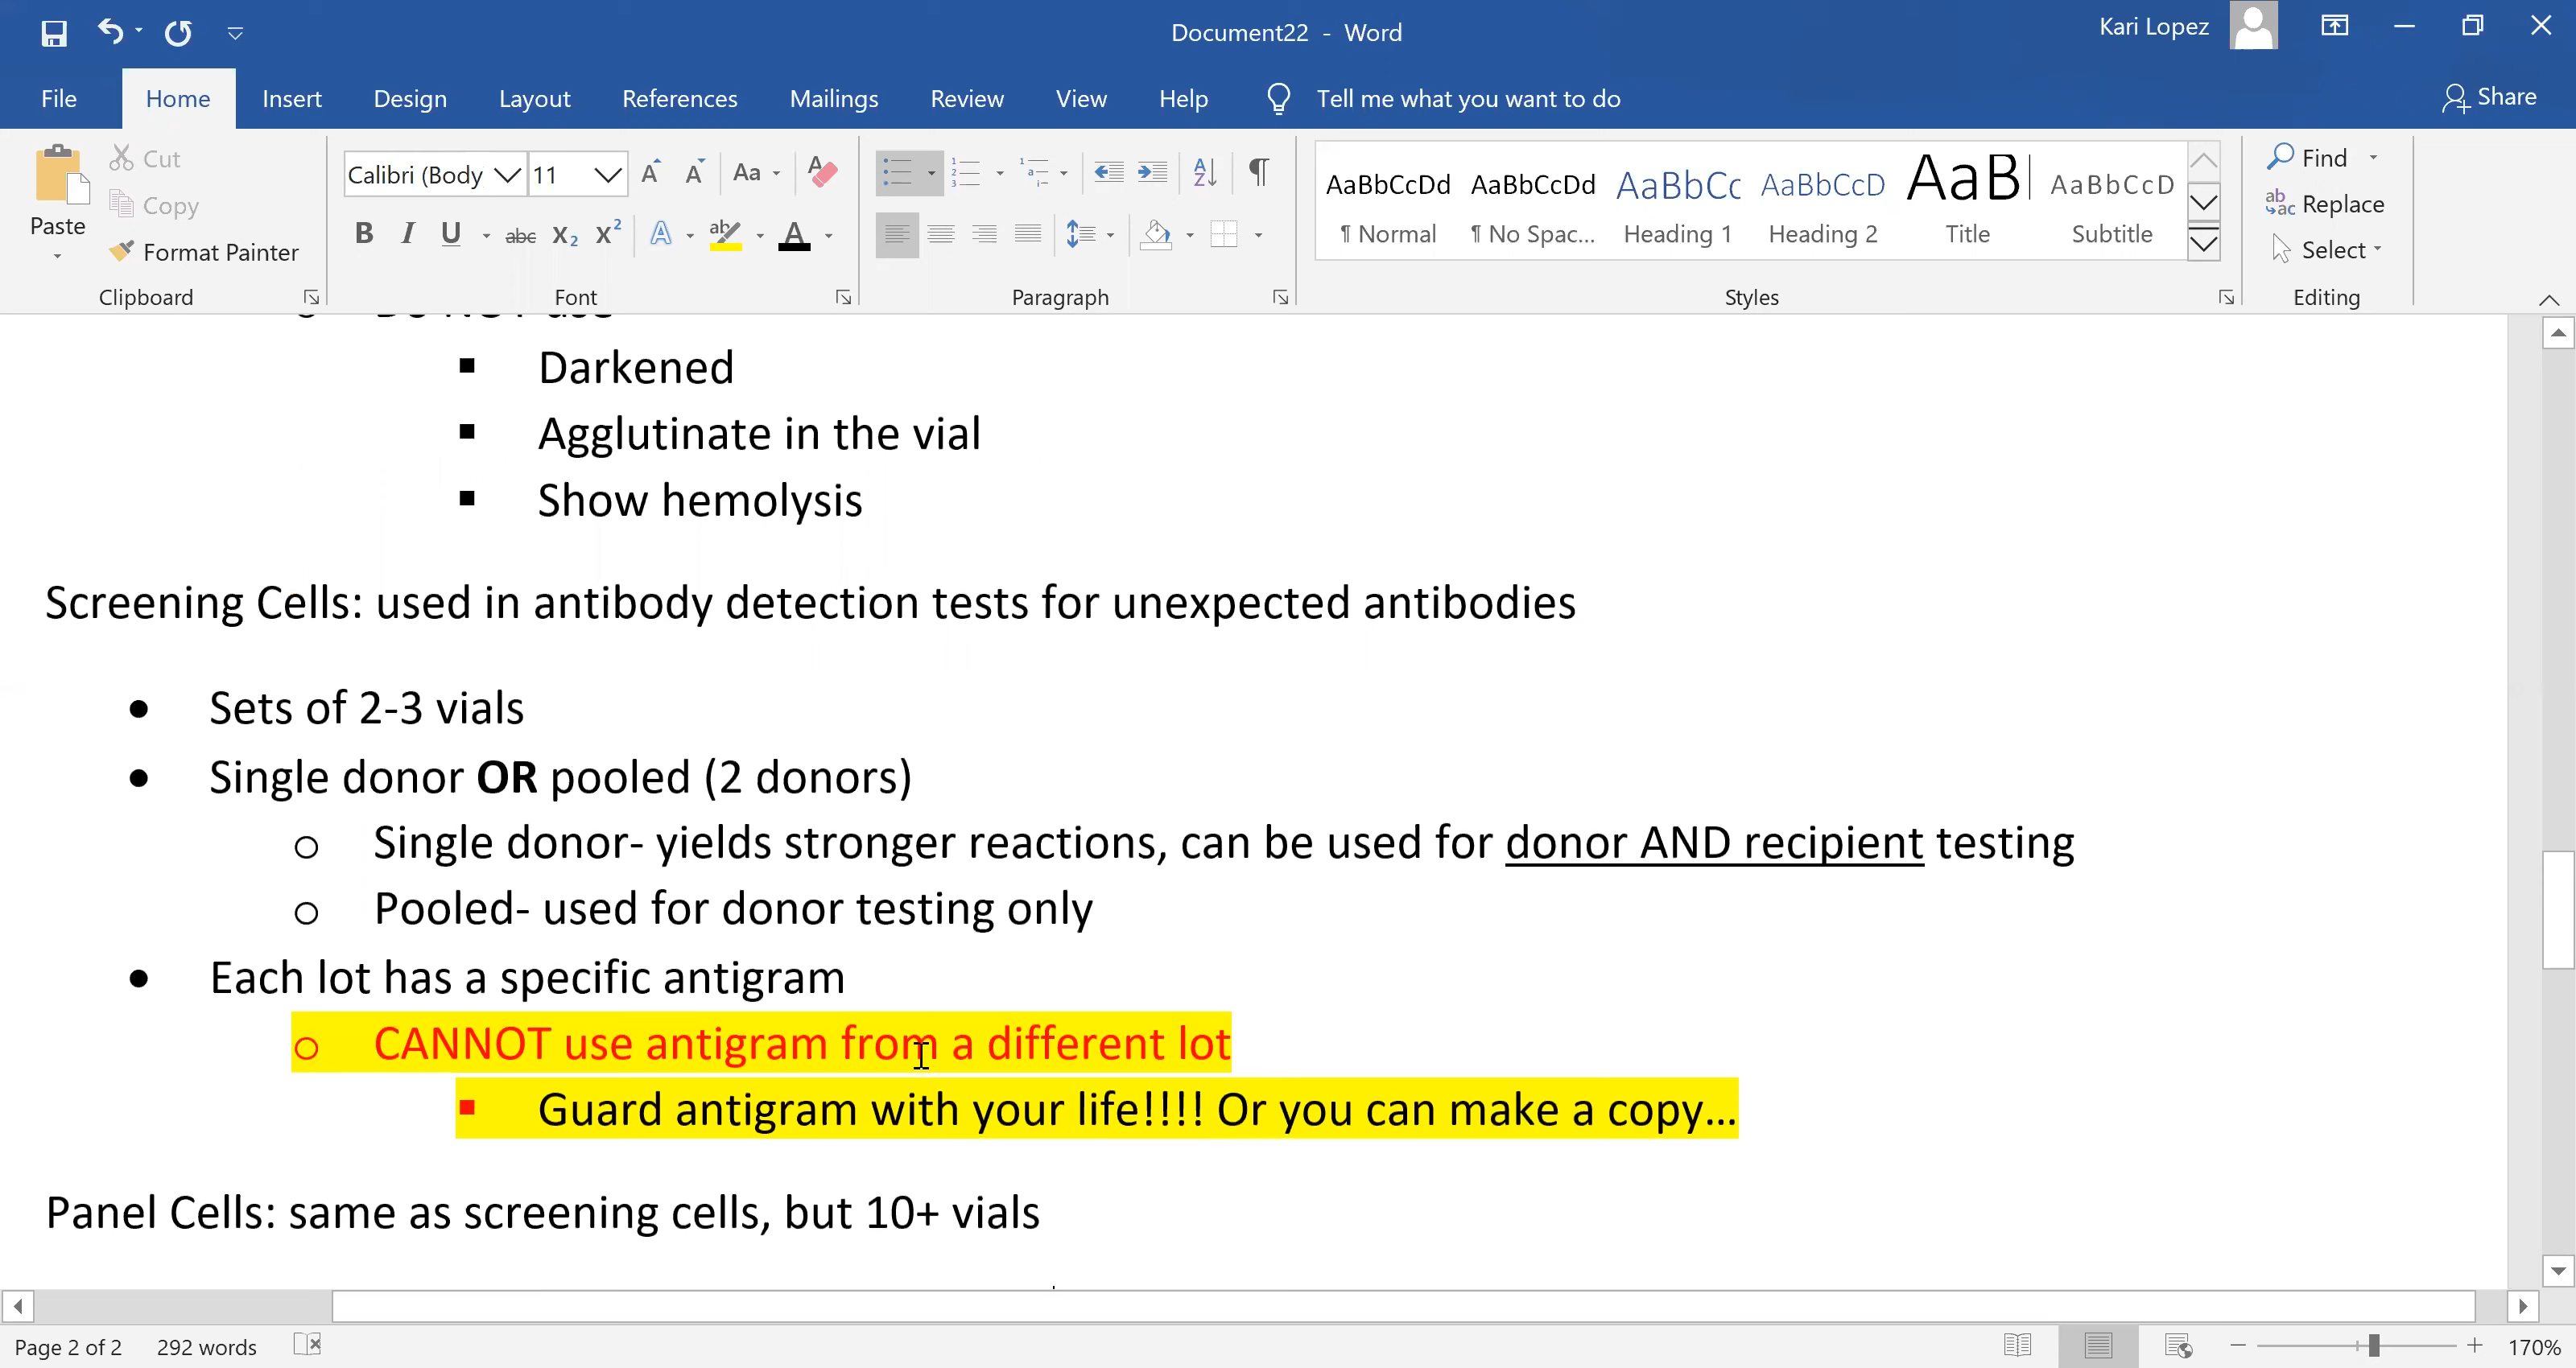 Document22 - Word
Kari Lopez
File Home Insert Design Layout References Mailings Review View Help Tell me what you want to do Share
Paste
Cut
Copy
Format Painter
Clipboard
Calibri (Body 11
Font
Paragraph
AaBbCcDd AaBbCcDd AaBbCc AaBbCcD AaB AaBbCcD
¶ Normal ¶ No Spac... Heading 1 Heading 2 Title Subtitle
Styles
Find
Replace
Select
Editing
Darkened
Agglutinate in the vial
Show hemolysis
Screening Cells: used in antibody detection tests for unexpected antibodies
Sets of 2-3 vials
Single donor OR pooled (2 donors)
Single donor- yields stronger reactions, can be used for donor AND recipient testing
Pooled- used for donor testing only
Each lot has a specific antigram
CANNOT use antigram from a different lot
Guard antigram with your life!!!! Or you can make a copy...
Panel Cells: same as screening cells, but 10+ vials
Page 2 of 2 292 words 170%